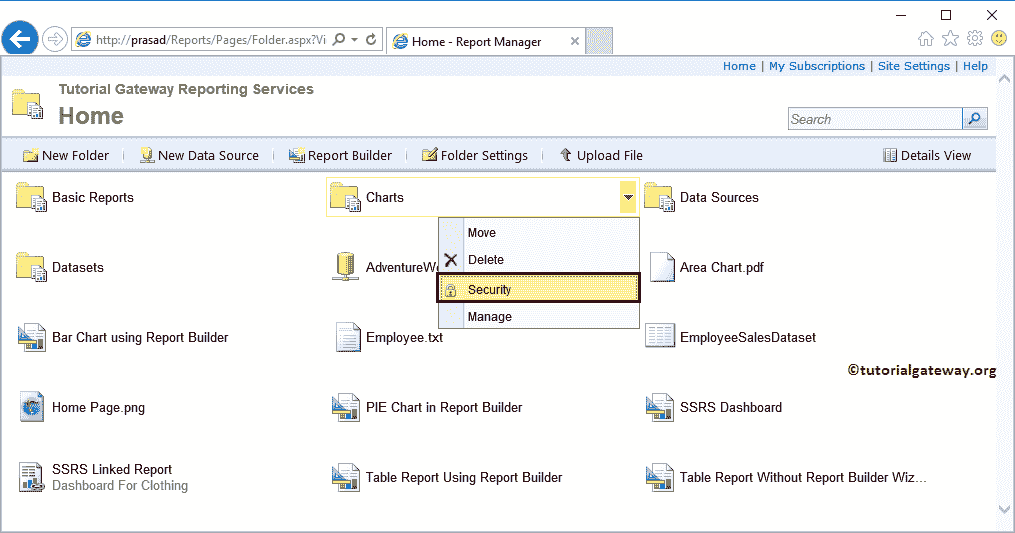 http://prasad/Reports/Pages/Folder.aspx?Vi
Home - Report Manager
Home | My Subscriptions | Site Settings | Help
Tutorial Gateway Reporting Services
Home
Search
New Folder New Data Source Report Builder Folder Settings Upload File Details View
Basic Reports Charts Data Sources
Move
Delete
Security
Manage
Datasets AdventureWo Area Chart.pdf
Bar Chart using Report Builder Employee.txt EmployeeSalesDataset
©tutorialgateway.org
Home Page.png PIE Chart in Report Builder SSRS Dashboard
SSRS Linked Report Table Report Using Report Builder Table Report Without Report Builder Wiz...
Dashboard For Clothing